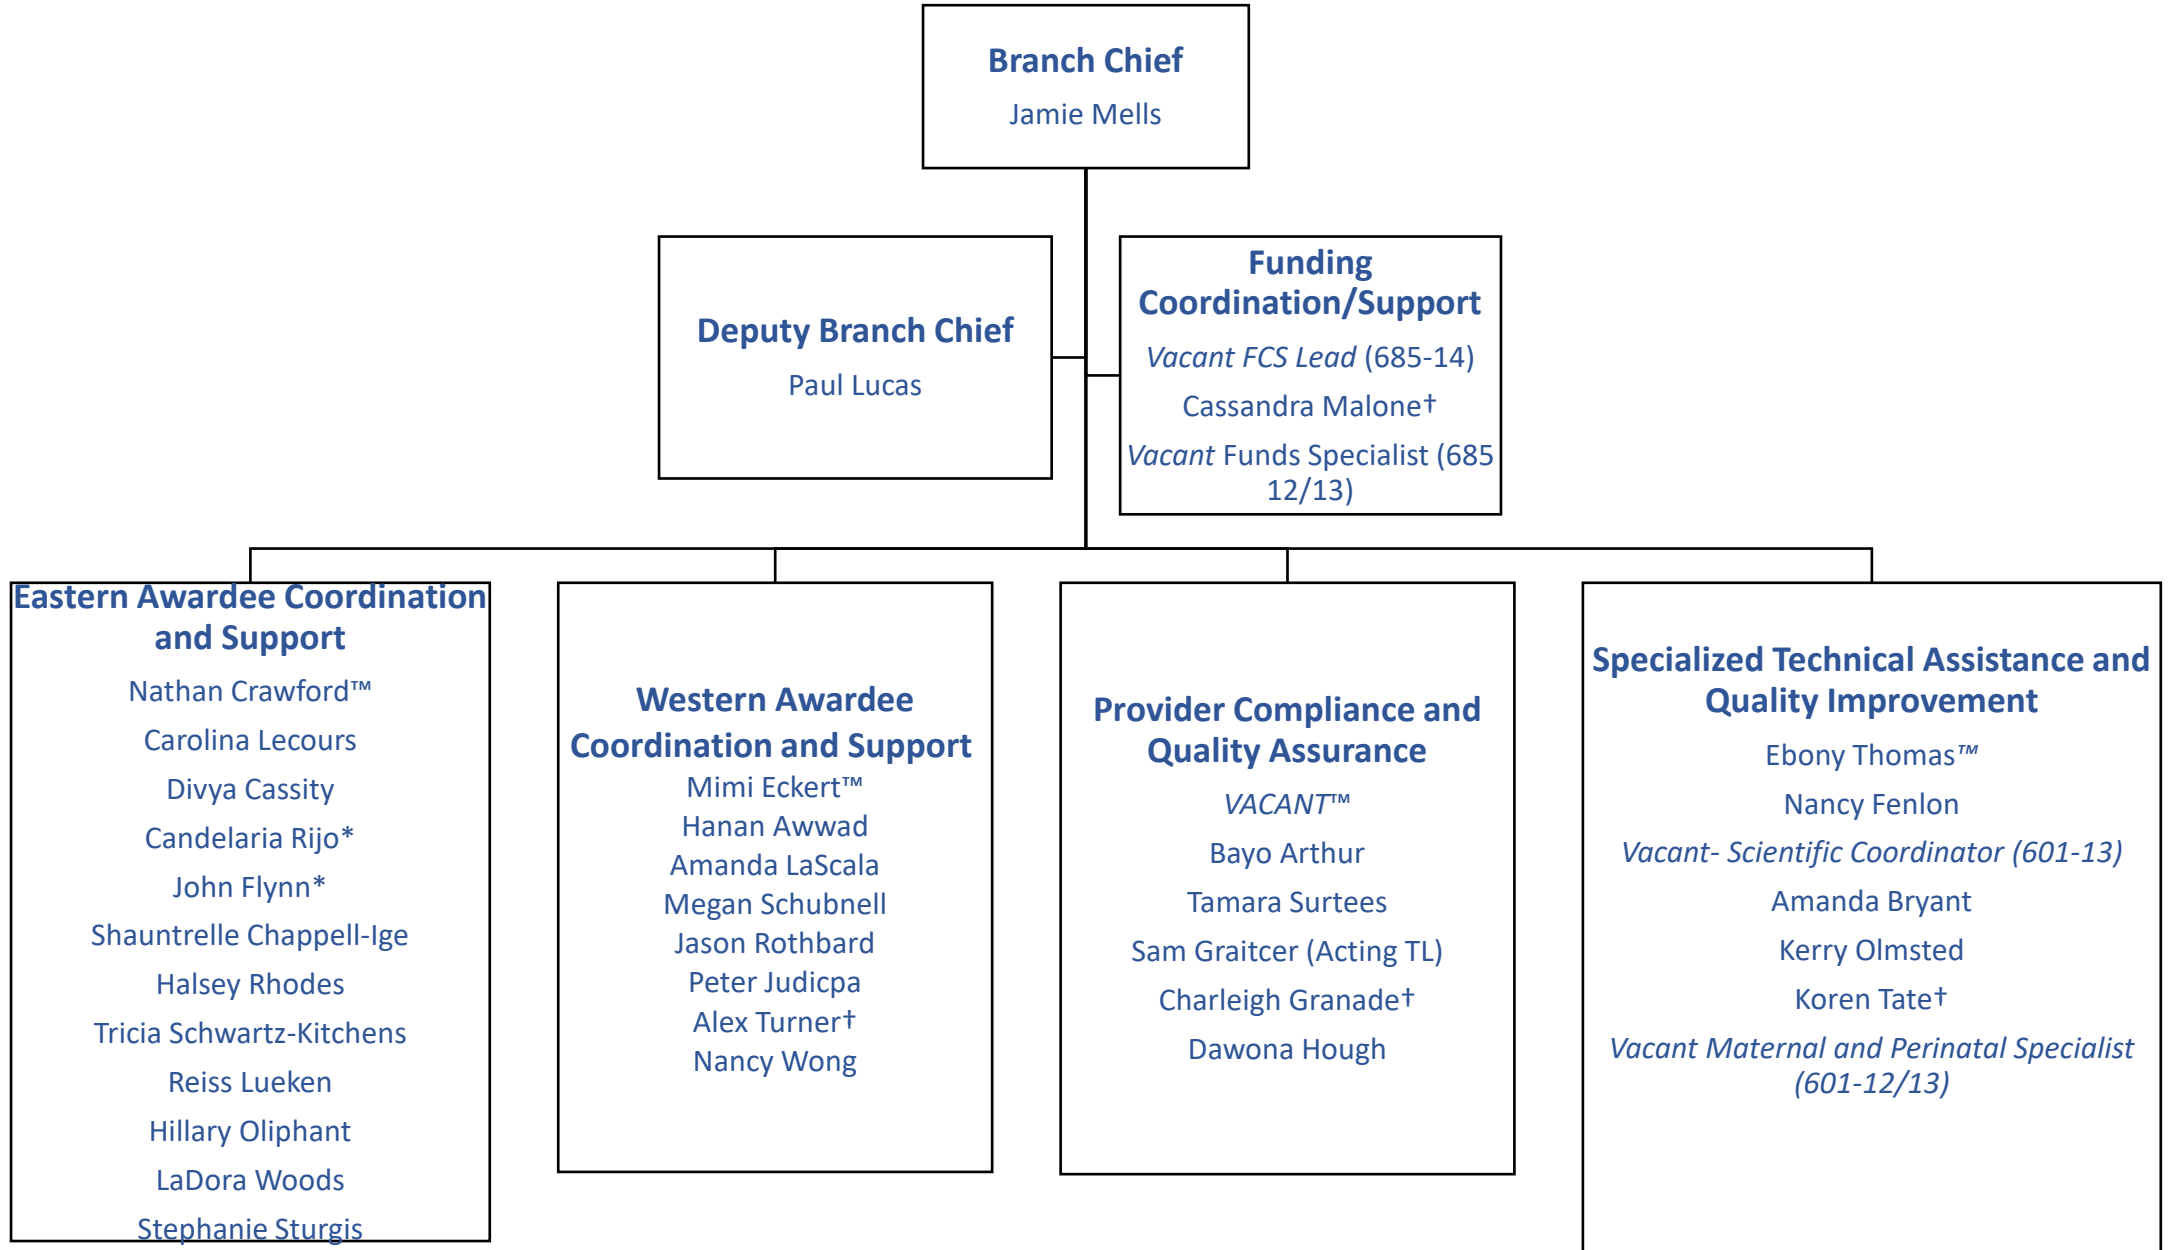 Branch Chief
Jamie Mells
Deputy Branch Chief
Paul Lucas
Funding
Coordination/Support
Vacant FCS Lead (685-14)
Cassandra Malone†
Vacant Funds Specialist (685
12/13)
Eastern Awardee Coordination
and Support
Nathan Crawford™
Carolina Lecours
Divya Cassity
Candelaria Rijo*
John Flynn*
Shauntrelle Chappell-Ige
Halsey Rhodes
Tricia Schwartz-Kitchens
Reiss Lueken
Hillary Oliphant
LaDora Woods
Stephanie Sturgis
Western Awardee
Coordination and Support
Mimi Eckert™
Hanan Awwad
Amanda LaScala
Megan Schubnell
Jason Rothbard
Peter Judicpa
Alex Turner†
Nancy Wong
Provider Compliance and
Quality Assurance
VACANT™
Bayo Arthur
Tamara Surtees
Sam Graitcer (Acting TL)
Charleigh Granade†
Dawona Hough
Specialized Technical Assistance and
Quality Improvement
Ebony Thomas™
Nancy Fenlon
Vacant- Scientific Coordinator (601-13)
Amanda Bryant
Kerry Olmsted
Koren Tate†
Vacant Maternal and Perinatal Specialist
(601-12/13)